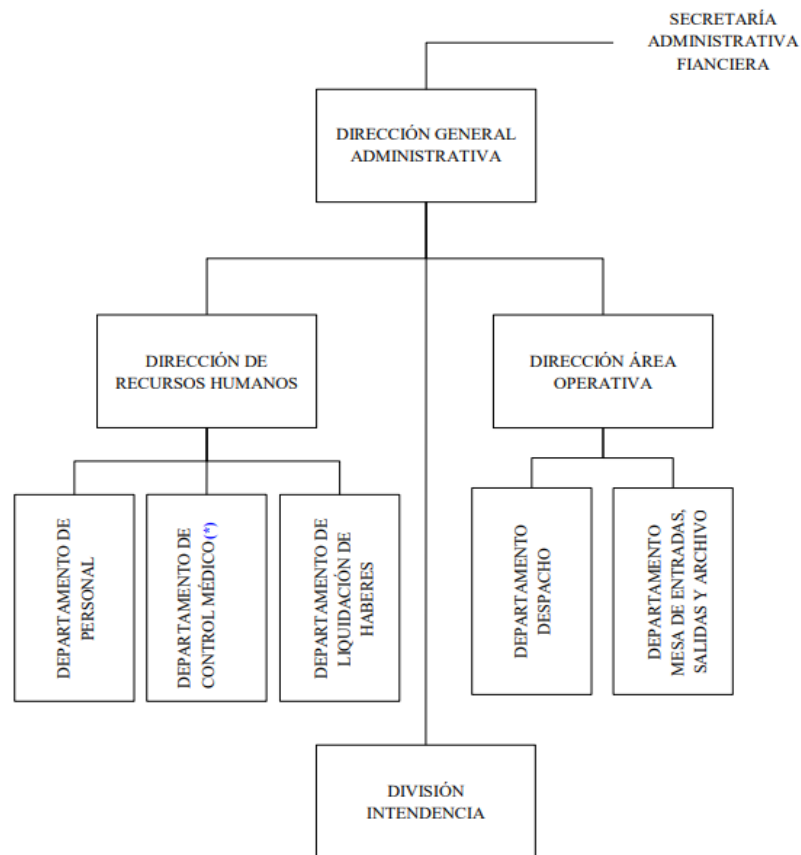 SECRETARÍA
ADMINISTRATIVA
FIANCIERA
DIRECCIÓN GENERAL
ADMINISTRATIVA
DIRECCIÓN DE
RECURSOS HUMANOS
DIRECCIÓN ÁREA
OPERATIVA
DEPARTAMENTO DE
PERSONAL
DEPARTAMENTO DE
CONTROL MÉDICO(*)
DEPARTAMENTO DE
LIQUIDACIÓN DE
HABERES
DEPARTAMENTO
DESPACHO
DEPARTAMENTO
MESA DE ENTRADAS,
SALIDAS Y ARCHIVO
DIVISIÓN
INTENDENCIA